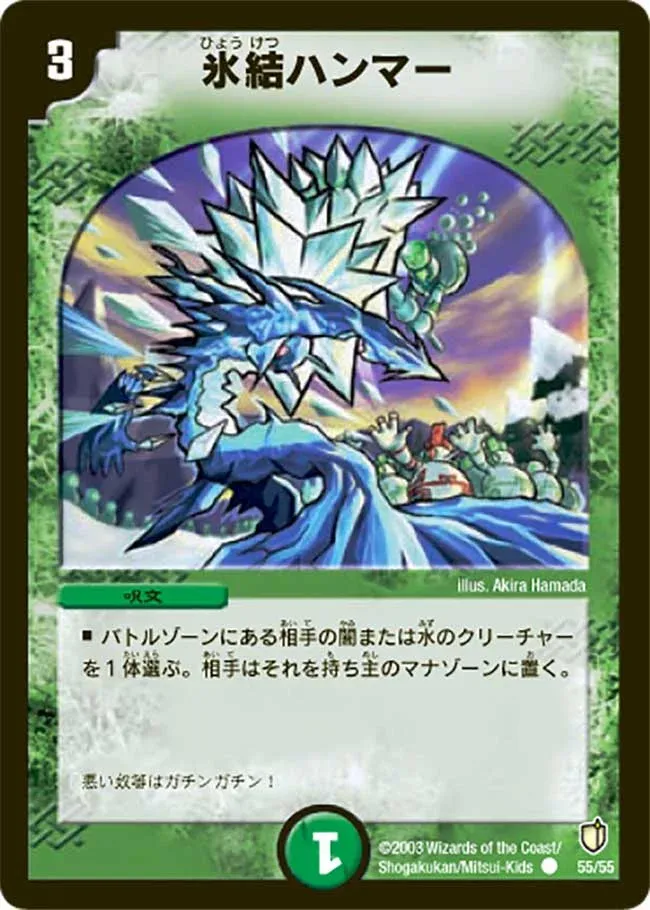 3
ひょう けつ
氷結ハンマー
illus. Akira Hamada
呪文
■ バトルゾーンにある相手の闇または水のクリーチャー
を1体選ぶ。相手はそれを持ち主のマナゾーンに置く。
悪い奴等はガチンガチン!
1
©2003 Wizards of the Coast/
Shogakukan/Mitsui-Kids
55/55